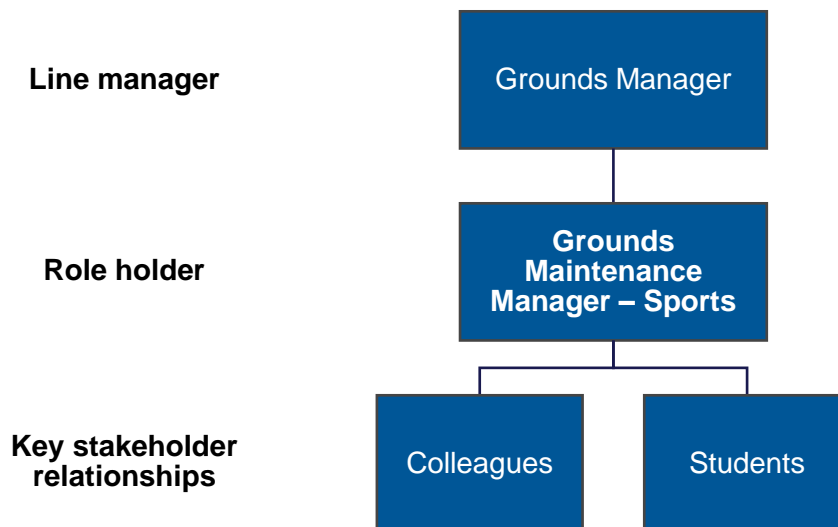 Line manager
Grounds Manager
Role holder
Grounds
Maintenance
Manager – Sports
Key stakeholder
relationships
Colleagues
Students